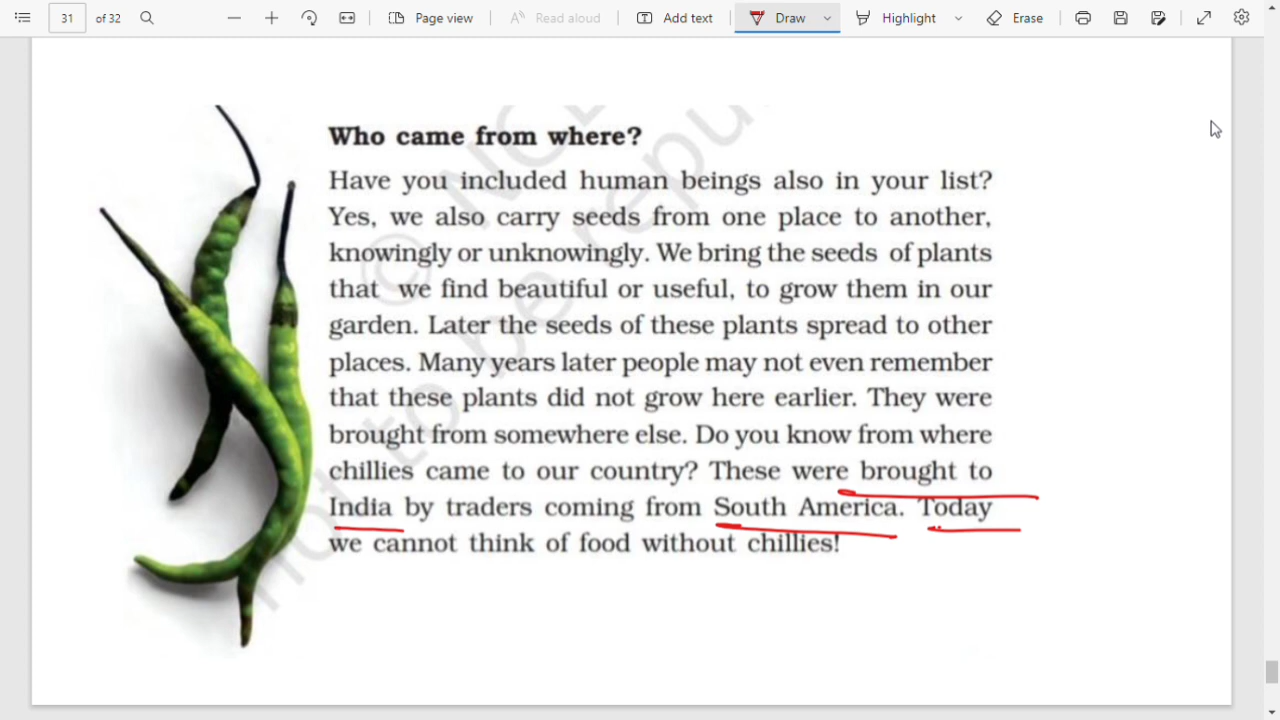 31 of 32 Page view Read aloud Add text Draw Highlight Erase
Who came from where?
Have you included human beings also in your list?
Yes, we also carry seeds from one place to another,
knowingly or unknowingly. We bring the seeds of plants
that we find beautiful or useful, to grow them in our
garden. Later the seeds of these plants spread to other
places. Many years later people may not even remember
that these plants did not grow here earlier. They were
brought from somewhere else. Do you know from where
chillies came to our country? These were brought to
India by traders coming from South America. Today
we cannot think of food without chillies!
not to be repu